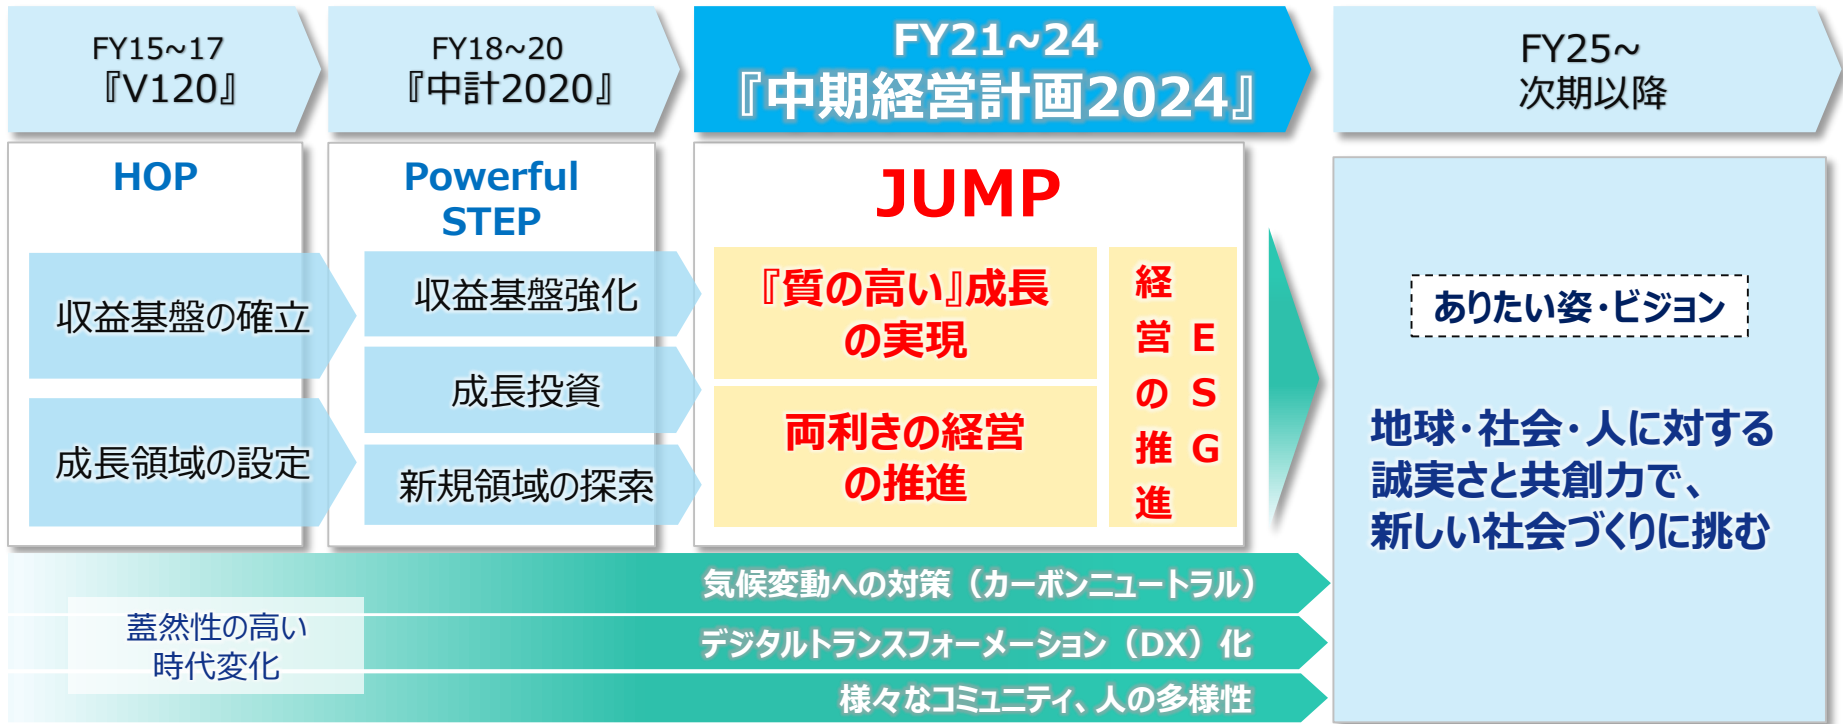 FY15~17
『V120』
FY18~20
『中計2020』
FY21~24
『中期経営計画2024』
FY25~
次期以降
HOP
収益基盤の確立
成長領域の設定
Powerful
STEP
収益基盤強化
成長投資
新規領域の探索
JUMP
『質の高い』成長
の実現
両利きの経営
の推進
ESG
経営の推進
ありたい姿・ビジョン
地球・社会・人に対する
誠実さと共創力で、
新しい社会づくりに挑む
蓋然性の高い
時代変化
気候変動への対策（カーボンニュートラル）
デジタルトランスフォーメーション（DX）化
様々なコミュニティ、人の多様性